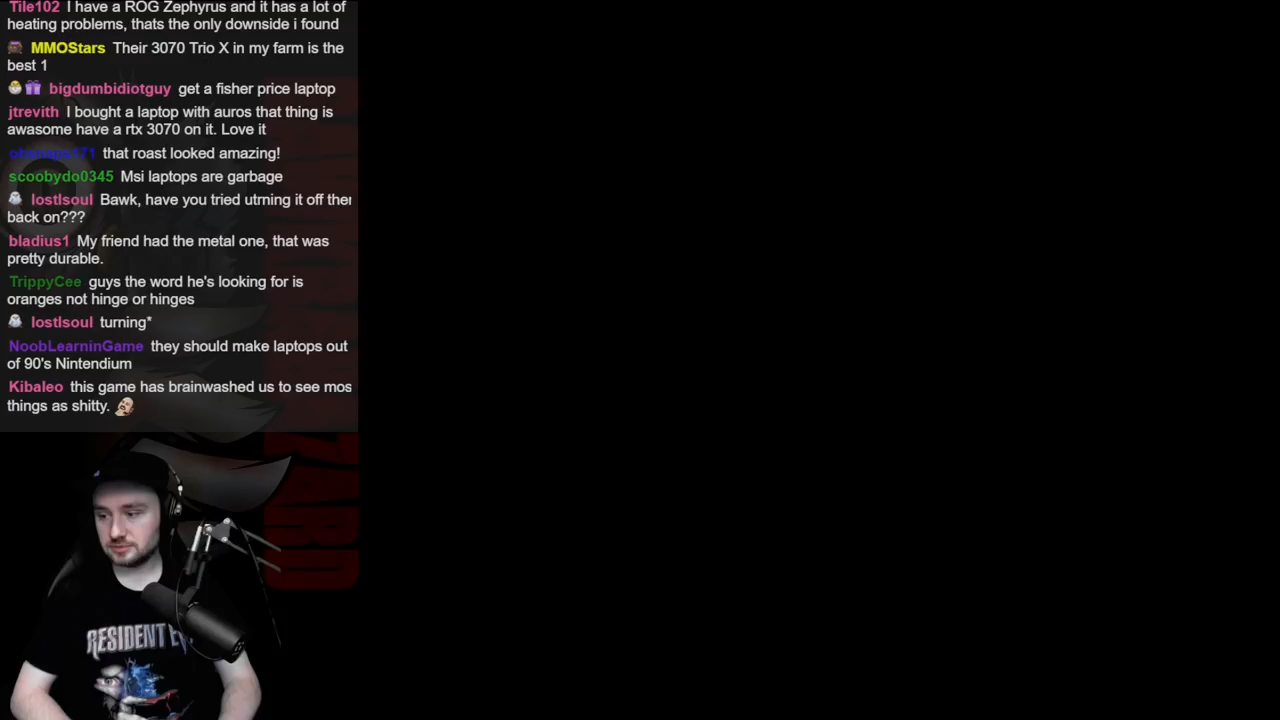 Tile102 I have a ROG Zephyrus and it has a lot of
heating problems, thats the only downside i found
MMOStars Their 3070 Trio X in my farm is the
best 1
bigdumbidiotguy get a fisher price laptop
jtrevith I bought a laptop with auros that thing is
awasome have a rtx 3070 on it. Love it
that roast looked amazing!
scoobydo0345 Msi laptops are garbage
lostlsoul Bawk, have you tried utrning it off then
back on???
bladius1 My friend had the metal one, that was
pretty durable.
TrippyCee guys the word he's looking for is
oranges not hinge or hinges
lostlsoul turning*
NoobLearninGame they should make laptops out
of 90's Nintendium
Kibaleo this game has brainwashed us to see mos
things as shitty.
RESIDENT